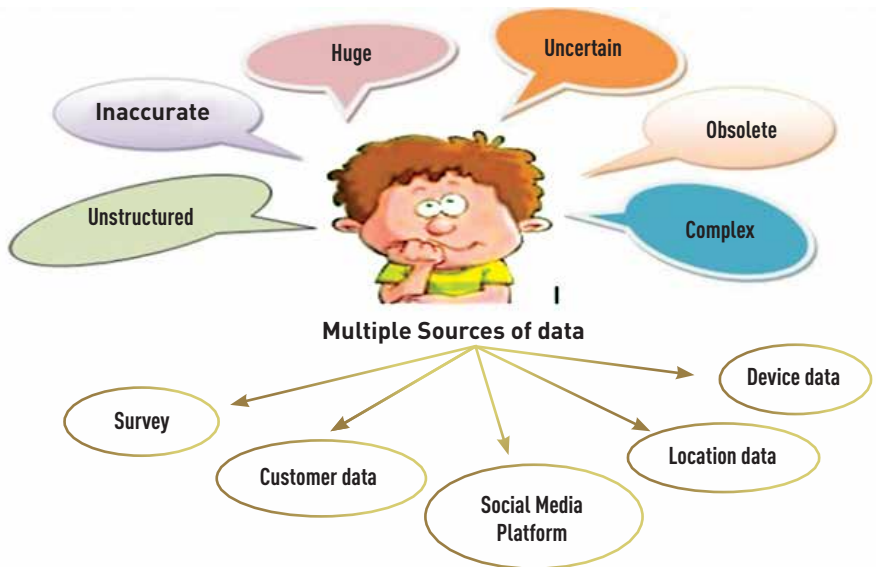 Huge
Uncertain
Inaccurate
Obsolete
Unstructured
Complex
Multiple Sources of data
Device data
Survey
Location data
Customer data
Social Media
Platform